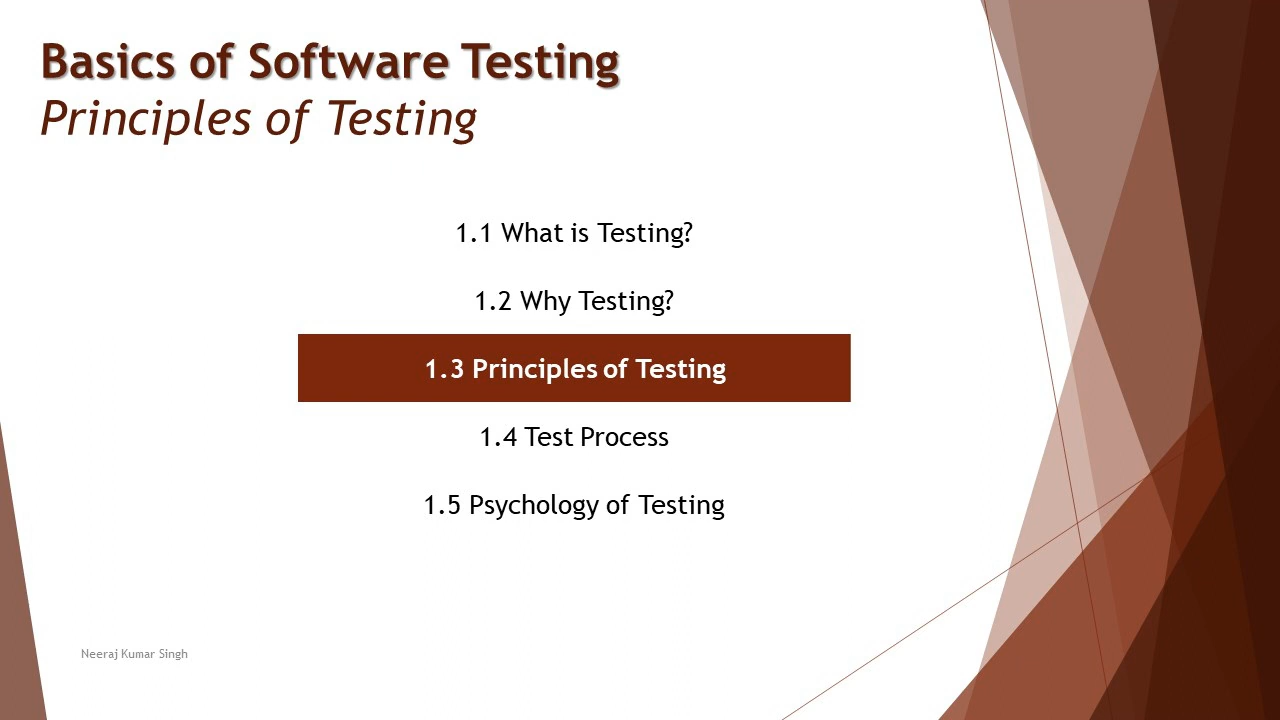 Basics of Software Testing
Principles of Testing
1.1 What is Testing?
1.2 Why Testing?
1.3 Principles of Testing
1.4 Test Process
1.5 Psychology of Testing
Neeraj Kumar Singh